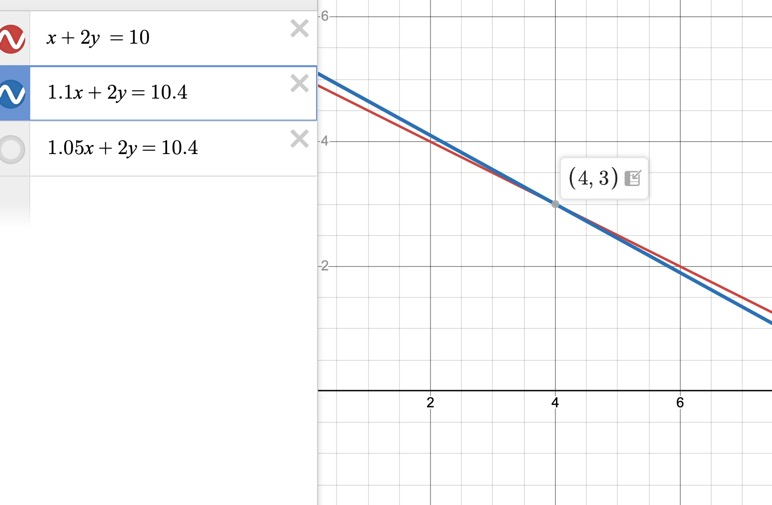 x + 2y = 10
1.1x + 2y = 10.4
1.05x + 2y = 10.4
6
4
(4, 3)
2
2 4 6